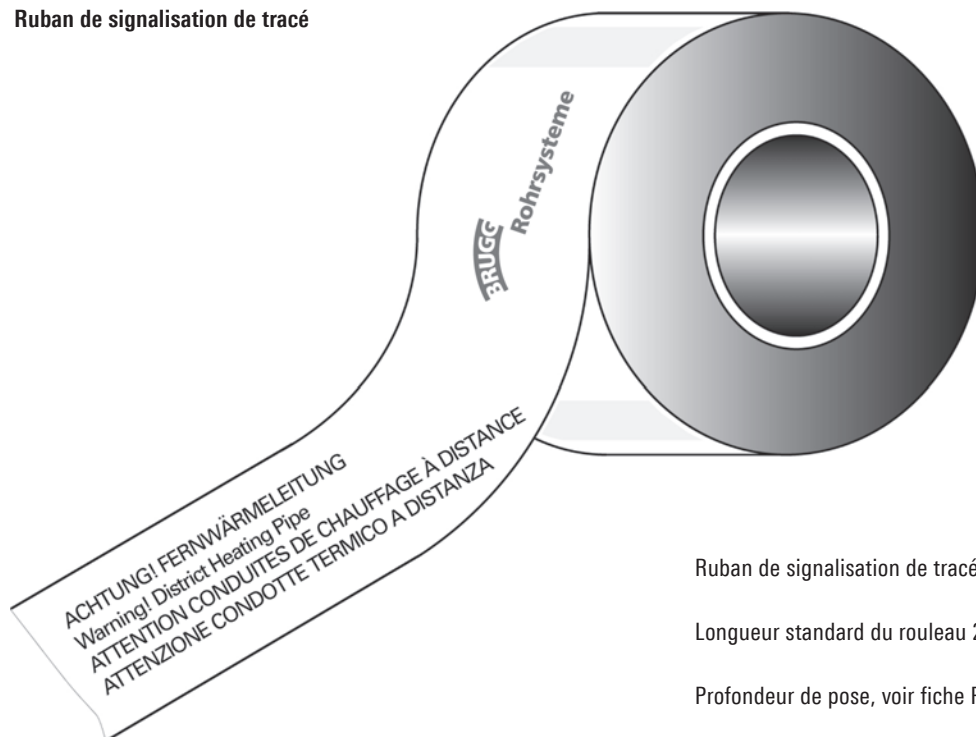 Ruban de signalisation de tracé
Rohrsysteme
BRUGG
ACHTUNG! FERNWÄRMELEITUNG
Warning! District Heating Pipe
ATTENTION CONDUITES DE CHAUFFAGE À DISTANCE
ATTENZIONE CONDOTTE TERMICO A DISTANZA
Ruban de signalisation de tracé
Longueur standard du rouleau
Profondeur de pose, voir fiche